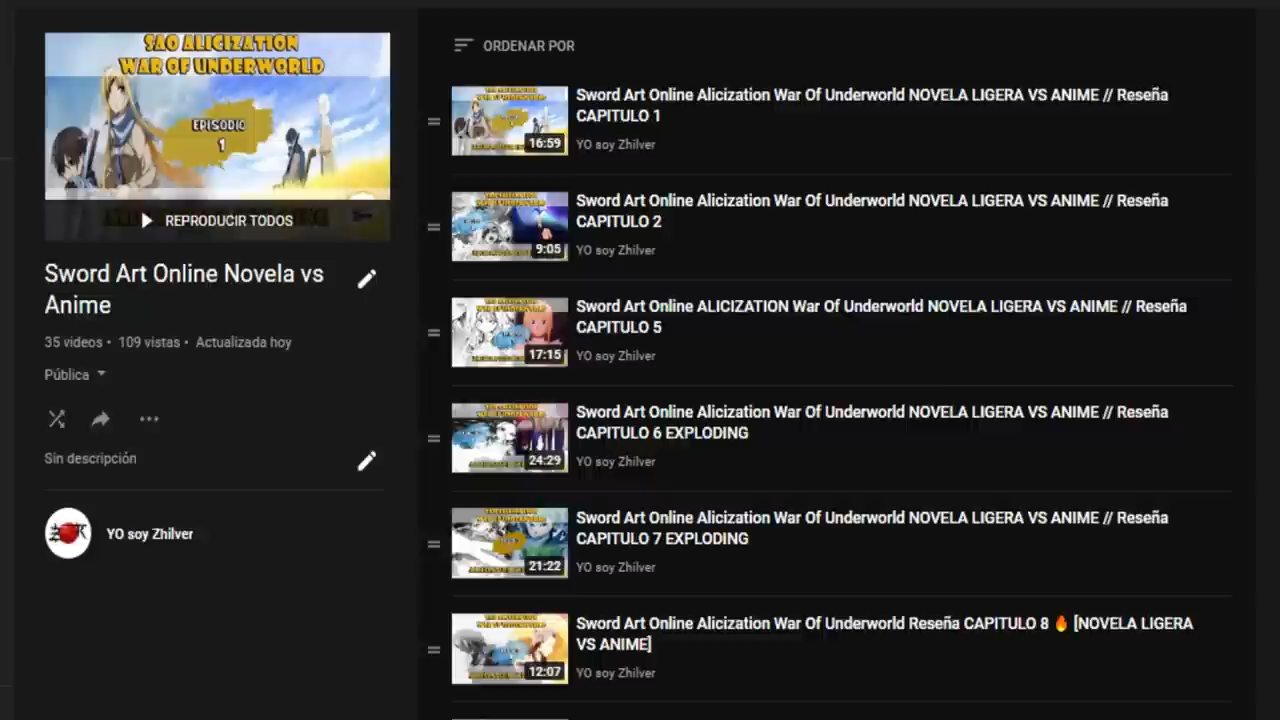 SAO ALICIZATION
WAR OF UNDERWORLD
EPISODIO
1
REPRODUCIR TODOS
Sword Art Online Novela vs
Anime
35 videos • 109 vistas • Actualizada hoy
Pública
Sin descripción
YO soy Zhilver
ORDENAR POR
Sword Art Online Alicization War Of Underworld NOVELA LIGERA VS ANIME // Reseña
CAPITULO 1
YO soy Zhilver
16:59
Sword Art Online Alicization War Of Underworld NOVELA LIGERA VS ANIME // Reseña
CAPITULO 2
YO soy Zhilver
9:05
Sword Art Online ALICIZATION War Of Underworld NOVELA LIGERA VS ANIME // Reseña
CAPITULO 5
YO soy Zhilver
17:15
Sword Art Online Alicization War Of Underworld NOVELA LIGERA VS ANIME // Reseña
CAPITULO 6 EXPLODING
YO soy Zhilver
24:29
Sword Art Online Alicization War Of Underworld NOVELA LIGERA VS ANIME // Reseña
CAPITULO 7 EXPLODING
YO soy Zhilver
21:22
Sword Art Online Alicization War Of Underworld Reseña CAPITULO 8 🔥 [NOVELA LIGERA
VS ANIME]
YO soy Zhilver
12:07